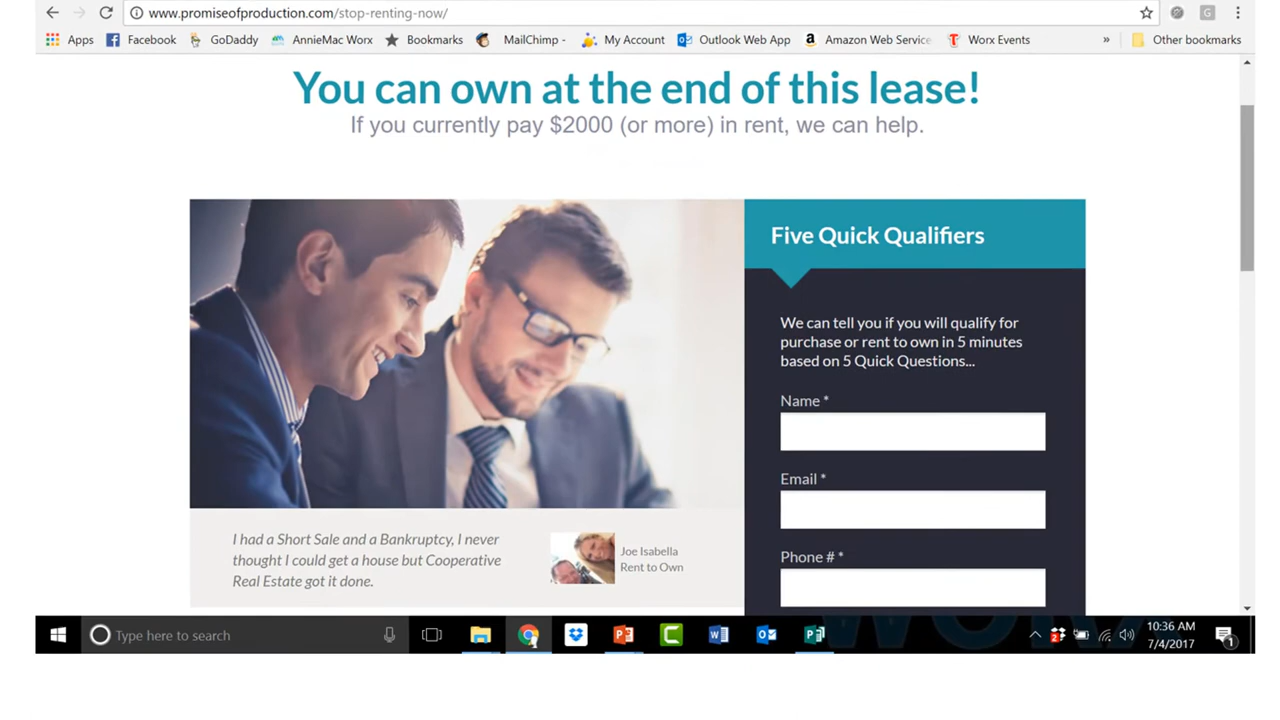 www.promiseofproduction.com/stop-renting-now/
Apps Facebook GoDaddy AnnieMac Worx Bookmarks MailChimp - My Account Outlook Web App Amazon Web Service Worx Events » Other bookmarks
You can own at the end of this lease!
If you currently pay $2000 (or more) in rent, we can help.
Five Quick Qualifiers
We can tell you if you will qualify for
purchase or rent to own in 5 minutes
based on 5 Quick Questions...
Name *
Email *
Phone # *
I had a Short Sale and a Bankruptcy, I never
thought I could get a house but Cooperative
Real Estate got it done.
Joe Isabella
Rent to Own
Type here to search
10:36 AM
7/4/2017